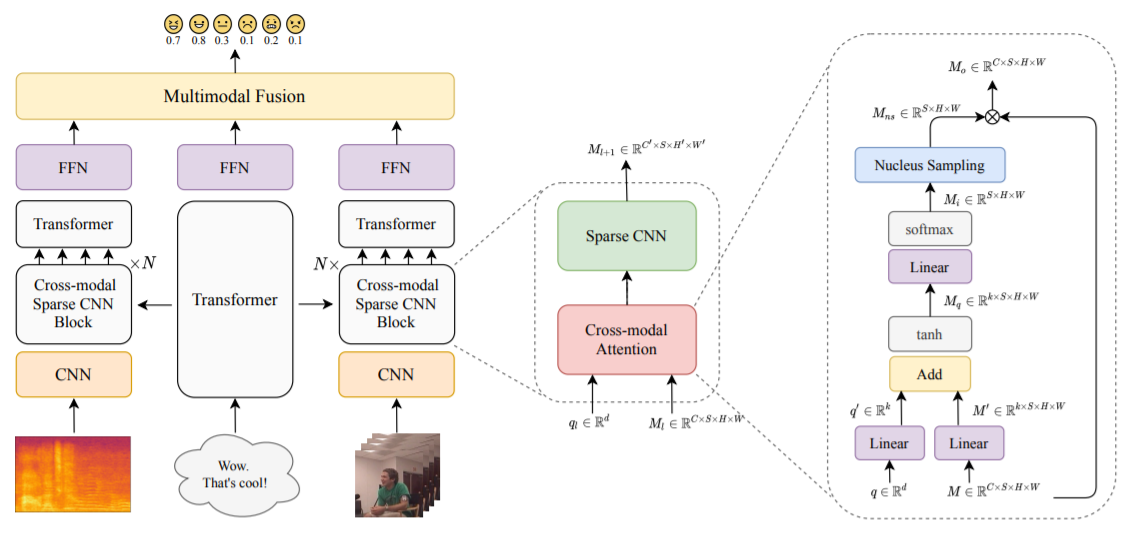 0.7 0.8 0.3 0.1 0.2 0.1
Multimodal Fusion
FFN
FFN
FFN
Transformer
Transformer
×N
N×
Cross-modal
Sparse CNN
Block
Transformer
Cross-modal
Sparse CNN
Block
CNN
CNN
Wow.
That's cool!
M_{l+1} ∈ ℝ^{C'×S×H'×W'}
Sparse CNN
Cross-modal
Attention
q_l ∈ ℝ^d
M_l ∈ ℝ^{C×S×H×W}
M_o ∈ ℝ^{C×S×H×W}
M_{ns} ∈ ℝ^{S×H×W}
Nucleus Sampling
M_i ∈ ℝ^{S×H×W}
softmax
Linear
M_q ∈ ℝ^{k×S×H×W}
tanh
Add
q' ∈ ℝ^k
M' ∈ ℝ^{k×S×H×W}
Linear
Linear
q ∈ ℝ^d
M ∈ ℝ^{C×S×H×W}